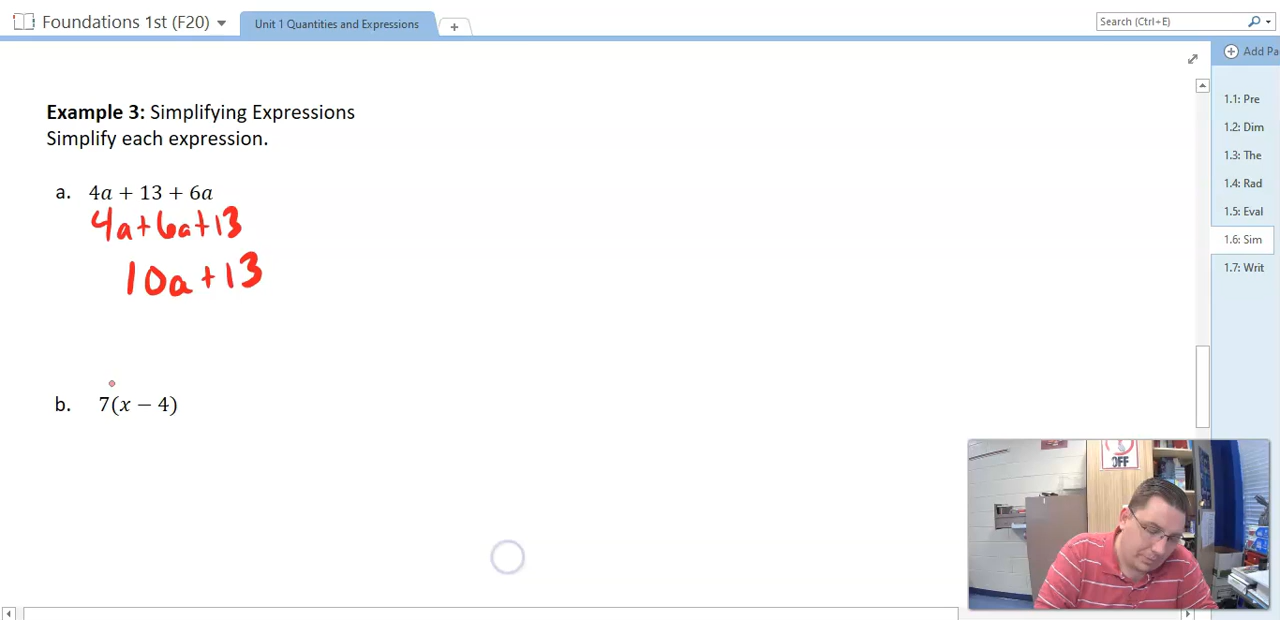 Foundations 1st (F20)
Unit 1 Quantities and Expressions
+
Search (Ctrl+E)
Add Pa
1.1: Pre
1.2: Dim
1.3: The
1.4: Rad
1.5: Eval
1.6: Sim
1.7: Writ
Example 3: Simplifying Expressions
Simplify each expression.
a. 4a + 13 + 6a
4a+6a+13
10a+13
b. 7(x − 4)
OFF